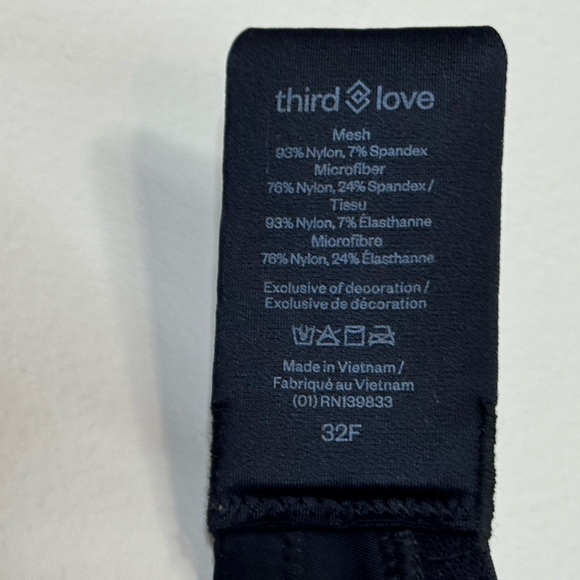 third love
Mesh
93% Nylon, 7% Spandex
Microfiber
76% Nylon, 24% Spandex /
Tissu
93% Nylon, 7% Élasthanne
Microfibre
76% Nylon, 24% Élasthanne
Exclusive of decoration /
Exclusive de décoration
Made in Vietnam /
Fabriqué au Vietnam
(01) RN139833
32F